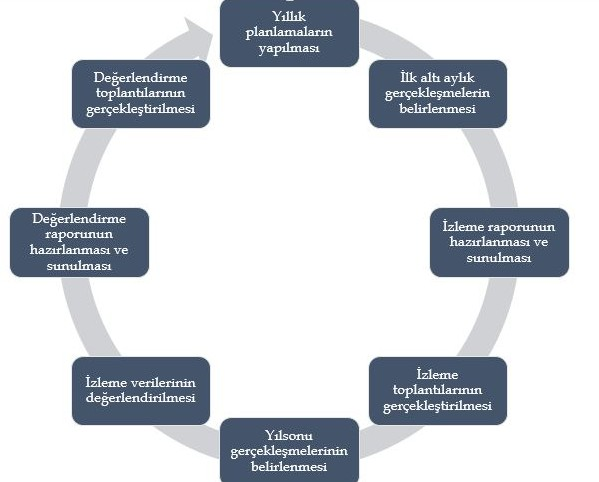 Yıllık
planlamaların
yapılması
İlk altı aylık
gerçekleşmelerin
belirlenmesi
İzleme raporunun
hazırlanması ve
sunulması
İzleme
toplantılarının
gerçekleştirilmesi
Yılsonu
gerçekleşmelerinin
belirlenmesi
İzleme verilerinin
değerlendirilmesi
Değerlendirme
raporunun
hazırlanması ve
sunulması
Değerlendirme
toplantılarının
gerçekleştirilmesi